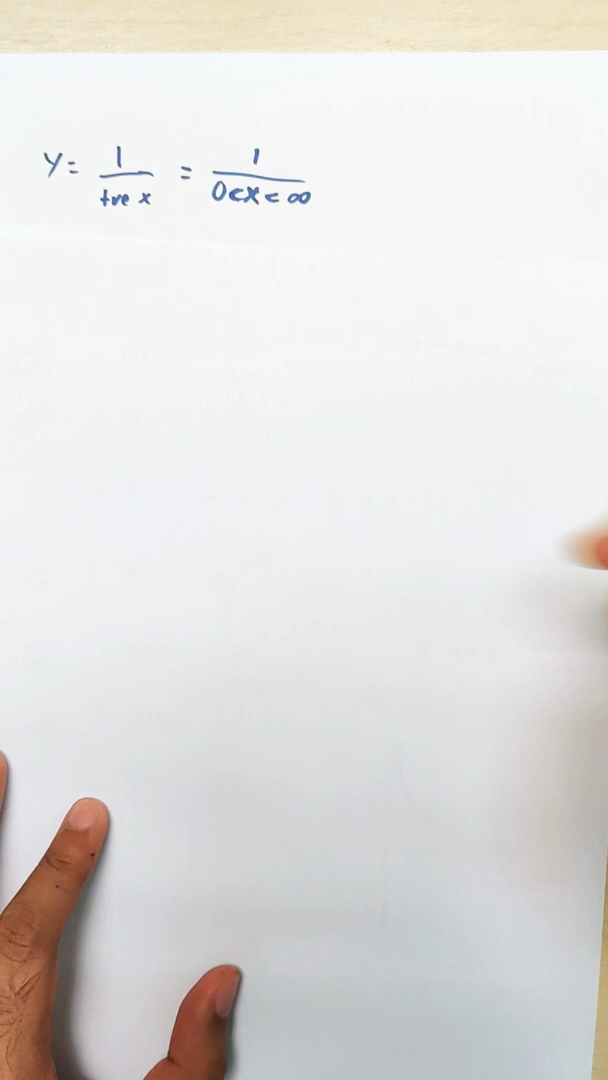 Y = 1/+ve x = 1/0<x<∞